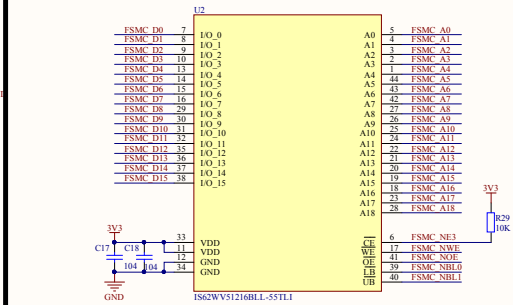 U2
FSMC_D0 7 I/O_0 A0 5 FSMC_A0
FSMC_D1 8 I/O_1 A1 4 FSMC_A1
FSMC_D2 9 I/O_2 A2 3 FSMC_A2
FSMC_D3 10 I/O_3 A3 2 FSMC_A3
FSMC_D4 13 I/O_4 A4 1 FSMC_A4
FSMC_D5 14 I/O_5 A5 44 FSMC_A5
FSMC_D6 15 I/O_6 A6 43 FSMC_A6
FSMC_D7 16 I/O_7 A7 42 FSMC_A7
FSMC_D8 29 I/O_8 A8 27 FSMC_A8
FSMC_D9 30 I/O_9 A9 26 FSMC_A9
FSMC_D10 31 I/O_10 A10 25 FSMC_A10
FSMC_D11 32 I/O_11 A11 24 FSMC_A11
FSMC_D12 35 I/O_12 A12 22 FSMC_A12
FSMC_D13 36 I/O_13 A13 21 FSMC_A13
FSMC_D14 37 I/O_14 A14 20 FSMC_A14
FSMC_D15 38 I/O_15 A15 19 FSMC_A15
A16 18 FSMC_A16
A17 23 FSMC_A17
A18 28 FSMC_A18
3V3
R29
10K
3V3
33 VDD CE 6 FSMC_NE3
C17 C18 11 VDD WE 17 FSMC_NWE
12 GND OE 41 FSMC_NOE
104 104 34 GND LB 39 FSMC_NBL0
UB 40 FSMC_NBL1
GND
IS62WV51216BLL-55TLI